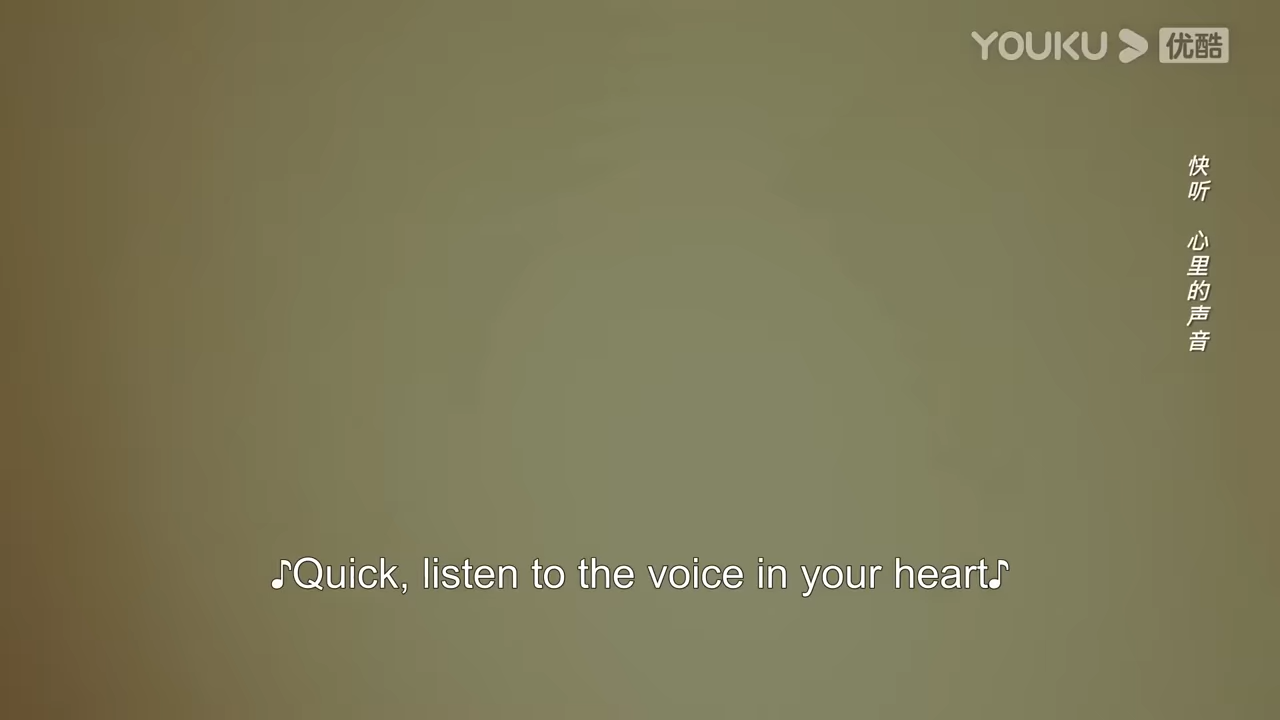 YOUKU 优酷
快听 心里的声音
♪Quick, listen to the voice in your heart♪